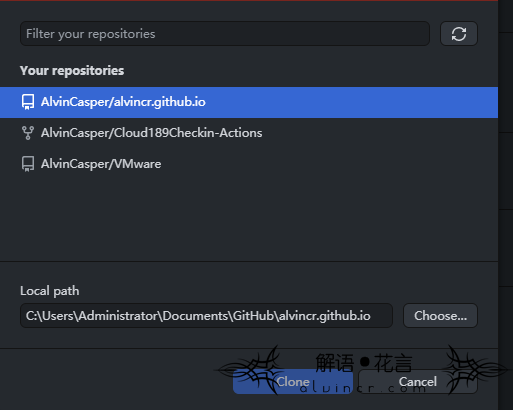 Filter your repositories
Your repositories
AlvinCasper/alvincr.github.io
AlvinCasper/Cloud189Checkin-Actions
AlvinCasper/VMware
Local path
C:\Users\Administrator\Documents\GitHub\alvincr.github.io
Choose...
解语●花言
Clone
Cancel
alvincr.com